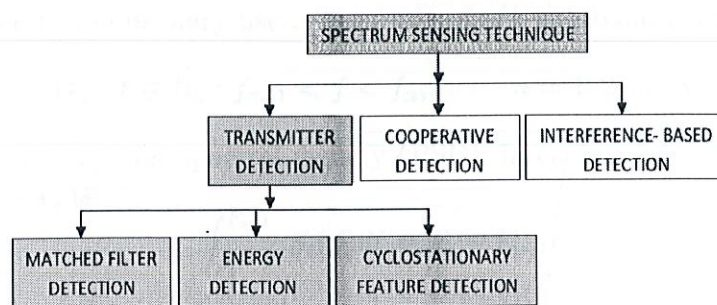 SPECTRUM SENSING TECHNIQUE
TRANSMITTER
DETECTION
COOPERATIVE
DETECTION
INTERFERENCE- BASED
DETECTION
MATCHED FILTER
DETECTION
ENERGY
DETECTION
CYCLOSTATIONARY
FEATURE DETECTION